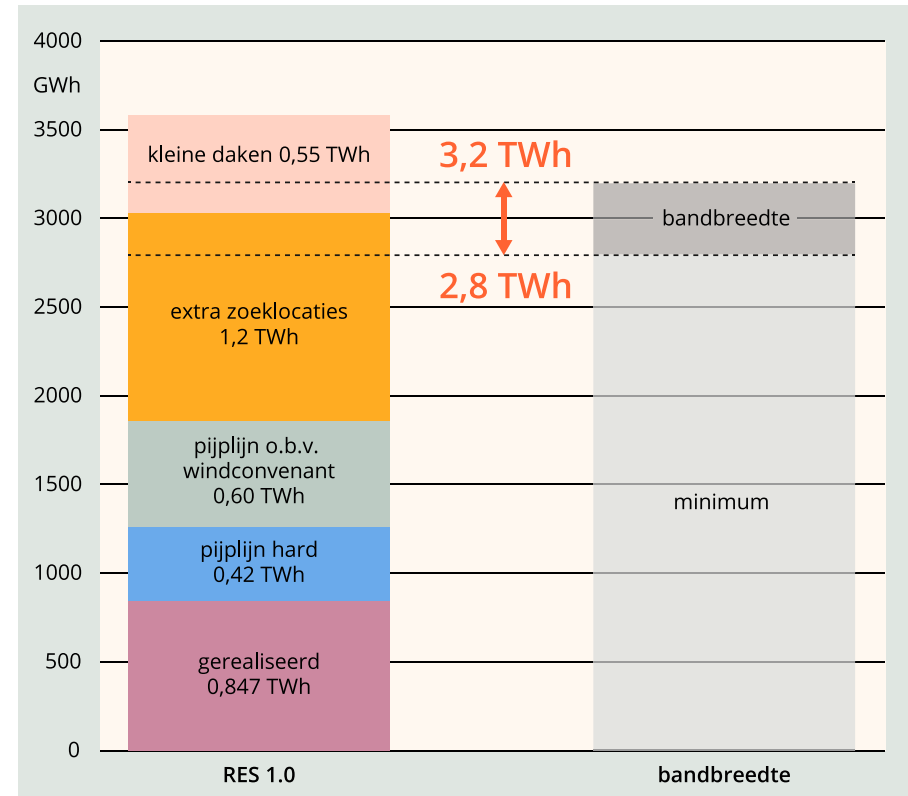 4000
GWh
3500
3000
2500
2000
1500
1000
500
0
kleine daken 0,55 TWh
extra zoeklocaties
1,2 TWh
pijplijn o.b.v.
windconvenant
0,60 TWh
pijplijn hard
0,42 TWh
gerealiseerd
0,847 TWh
3,2 TWh
2,8 TWh
bandbreedte
minimum
RES 1.0
bandbreedte